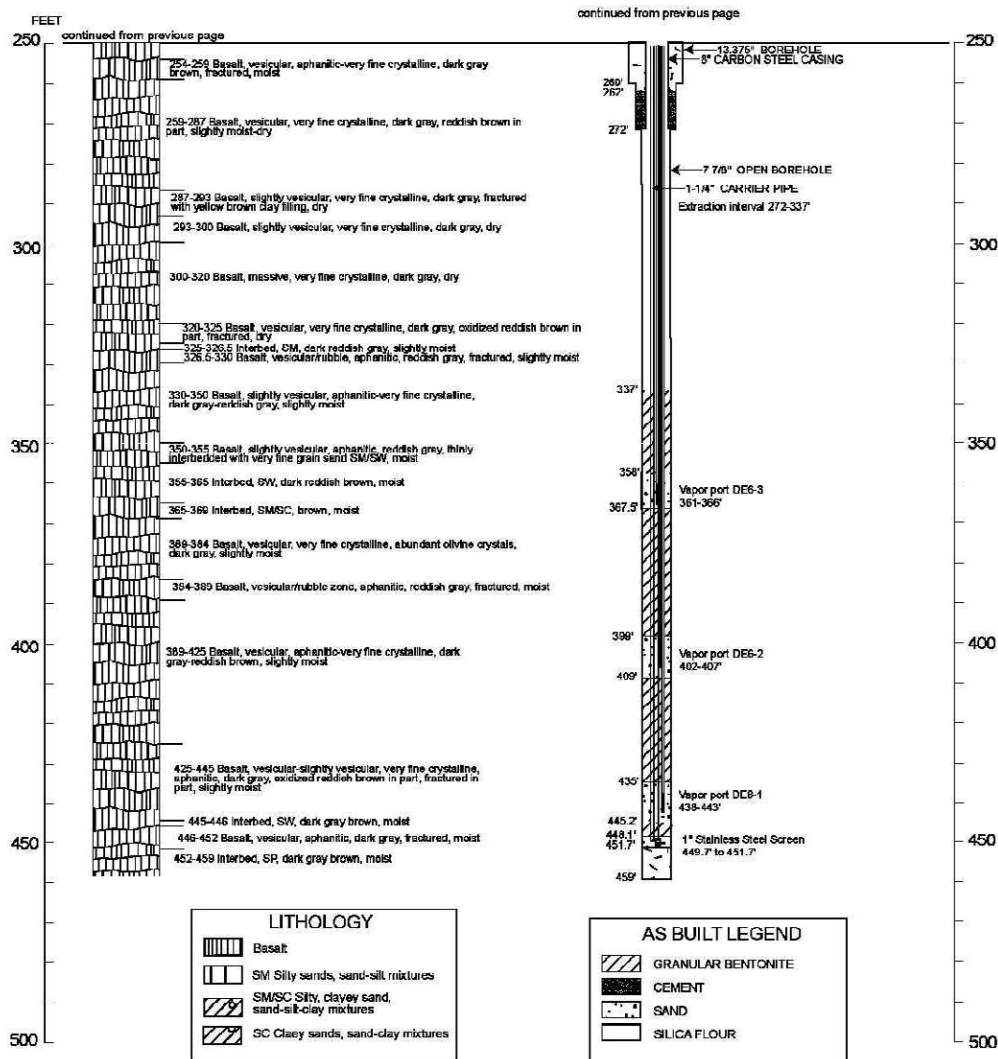 continued from previous page
FEET
continued from previous page
250
254-259 Basalt, vesicular, aphanitic-very fine crystalline, dark gray
brown, fractured, moist
259-287 Basalt, vesicular, very fine crystalline, dark gray, reddish brown in
part, slightly moist-dry
287-293 Basalt, slightly vesicular, very fine crystalline, dark gray, fractured
with yellow brown clay filling, dry
293-300 Basalt, slightly vesicular, very fine crystalline, dark gray, dry
300
300-320 Basalt, massive, very fine crystalline, dark gray, dry
320-325 Basalt, vesicular, very fine crystalline, dark gray, oxidized reddish brown in
part, fractured, dry
325-326.5 Interbed, SM, dark reddish gray, slightly moist
326.5-330 Basalt, vesicular/rubble, aphanitic, reddish gray, fractured, slightly moist
330-350 Basalt, slightly vesicular, aphanitic-very fine crystalline,
dark gray-reddish gray, slightly moist
350
350-355 Basalt, slightly vesicular, aphanitic, reddish gray, thinly
interbedded with very fine grain sand SM/SW, moist
355-365 Interbed, SW, dark reddish brown, moist
365-369 Interbed, SM/SC, brown, moist
369-384 Basalt, vesicular, very fine crystalline, abundant olivine crystals,
dark gray, slightly moist
384-389 Basalt, vesicular/rubble zone, aphanitic, reddish gray, fractured, moist
400
389-425 Basalt, vesicular, aphanitic-very fine crystalline, dark
gray-reddish brown, slightly moist
425-445 Basalt, vesicular-slightly vesicular, very fine crystalline,
aphanitic, dark gray, oxidized reddish brown in part, fractured in
part, slightly moist
445-446 Interbed, SW, dark gray brown, moist
446-452 Basalt, vesicular, aphanitic, dark gray, fractured, moist
450
452-459 Interbed, SP, dark gray brown, moist
500
250
13.375" BOREHOLE
8" CARBON STEEL CASING
260'
262'
272'
7 7/8" OPEN BOREHOLE
1-1/4" CARRIER PIPE
Extraction interval 272-337'
300
337'
350
358'
Vapor port DE6-3
361-366'
367.5'
398'
400
Vapor port DE6-2
402-407'
409'
435'
Vapor port DE6-1
438-443'
445.2'
448.1'
451.7'
450
1" Stainless Steel Screen
449.7' to 451.7'
459'
500
LITHOLOGY
Basalt
SM Silty sands, sand-silt mixtures
SM/SC Silty, clayey sand,
sand-silt-clay mixtures
SC Claey sands, sand-clay mixtures
AS BUILT LEGEND
GRANULAR BENTONITE
CEMENT
SAND
SILICA FLOUR